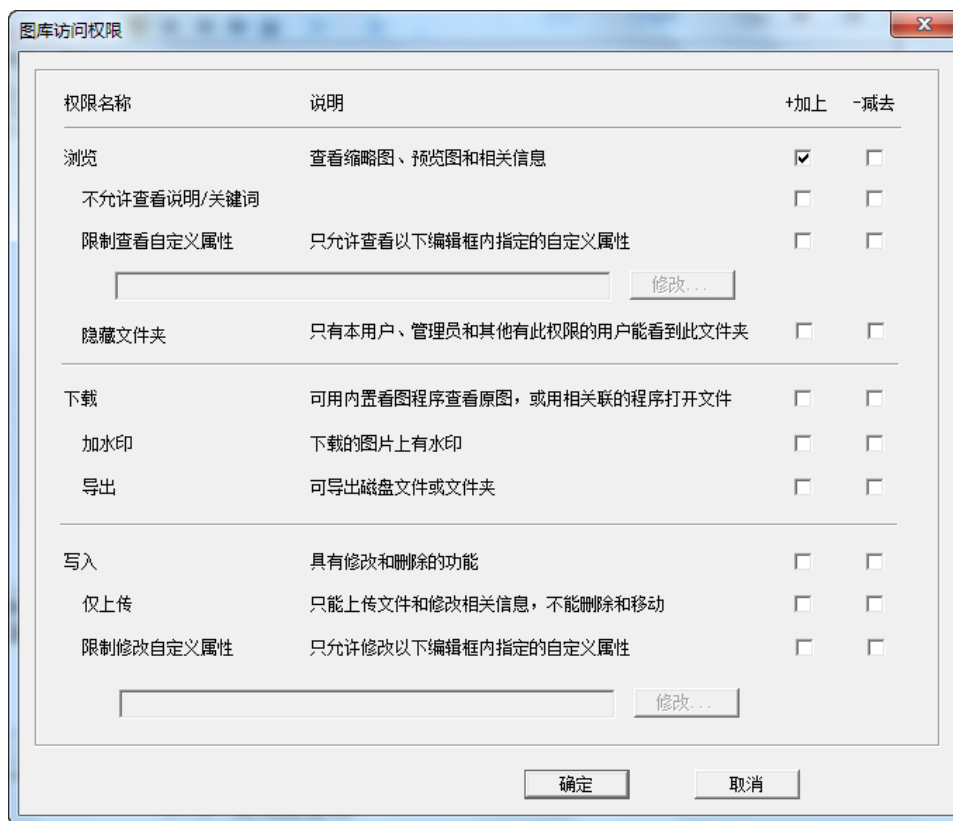 图库访问权限
权限名称 说明 +加上 -减去
浏览 查看缩略图、预览图和相关信息
不允许查看说明/关键词
限制查看自定义属性 只允许查看以下编辑框内指定的自定义属性
修改...
隐藏文件夹 只有本用户、管理员和其他有此权限的用户能看到此文件夹
下载 可用内置看图程序查看原图，或用相关联的程序打开文件
加水印 下载的图片上有水印
导出 可导出磁盘文件或文件夹
写入 具有修改和删除的功能
仅上传 只能上传文件和修改相关信息，不能删除和移动
限制修改自定义属性 只允许修改以下编辑框内指定的自定义属性
修改...
确定 取消